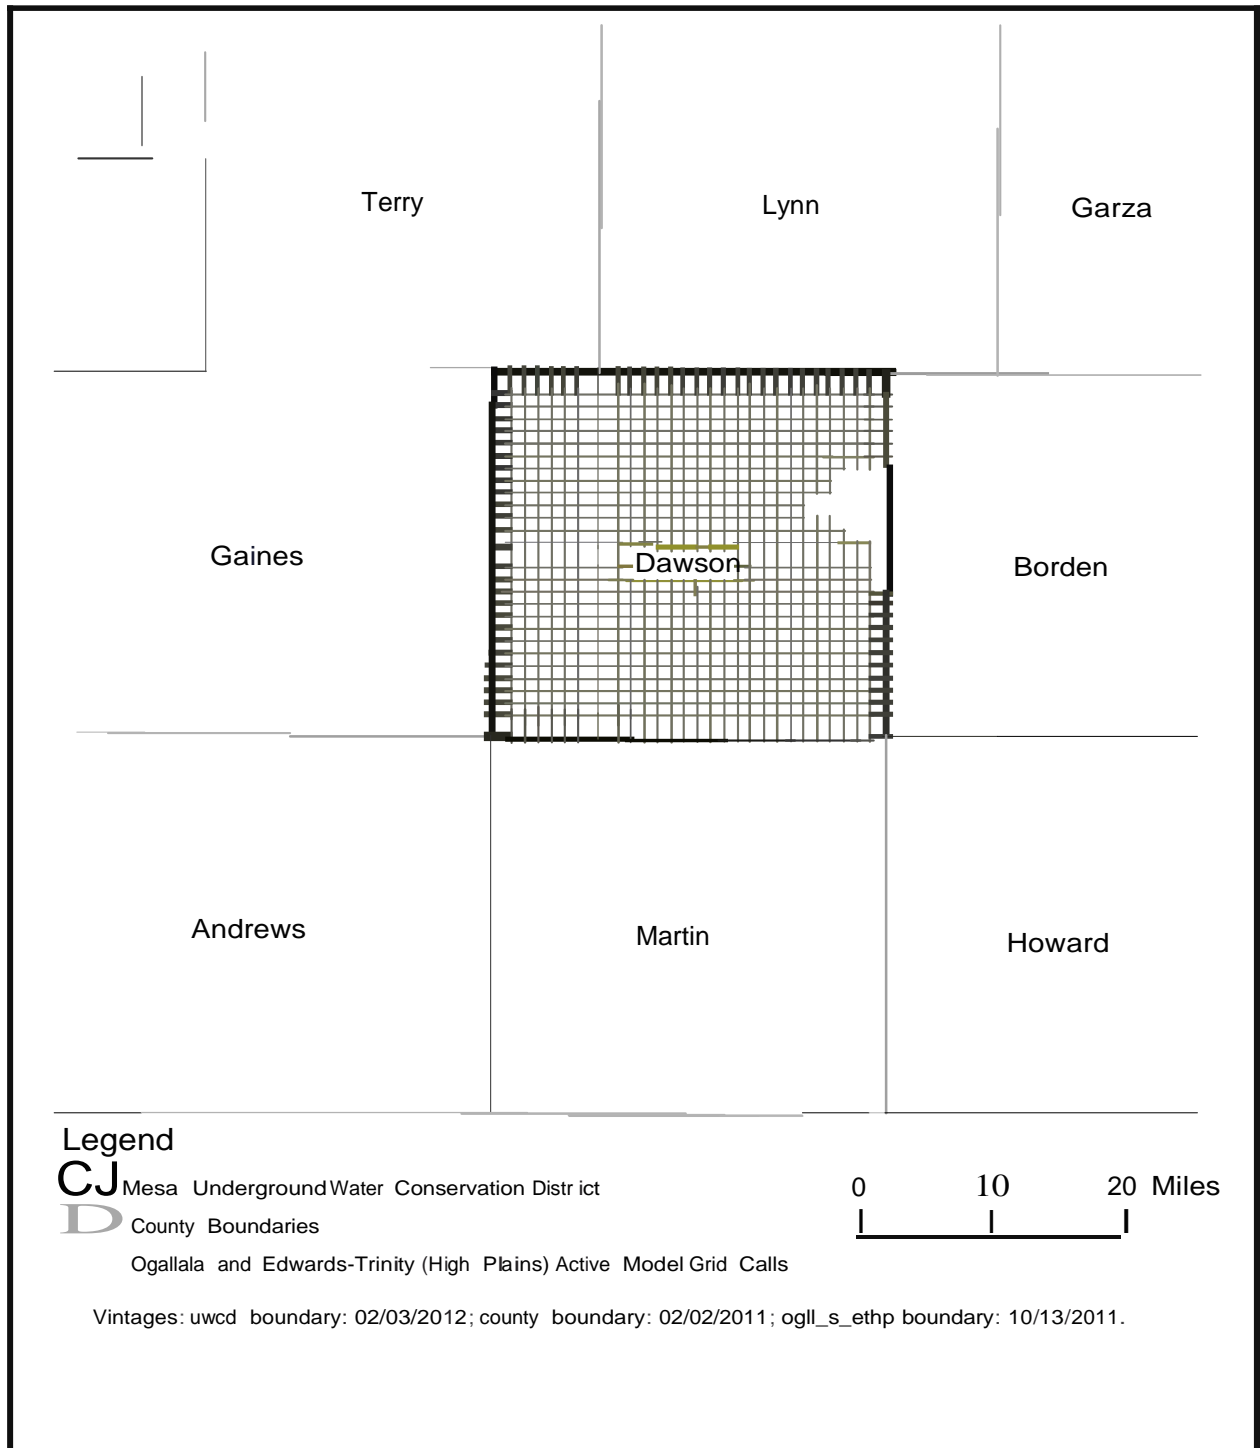 Terry
Lynn
Garza
Gaines
Dawson
Borden
Andrews
Martin
Howard
Legend
CJ Mesa Underground Water Conservation Distr ict
D County Boundaries
Ogallala and Edwards-Trinity (High Plains) Active Model Grid Calls
0 10 20 Miles
Vintages: uwcd boundary: 02/03/2012; county boundary: 02/02/2011; ogll_s_ethp boundary: 10/13/2011.